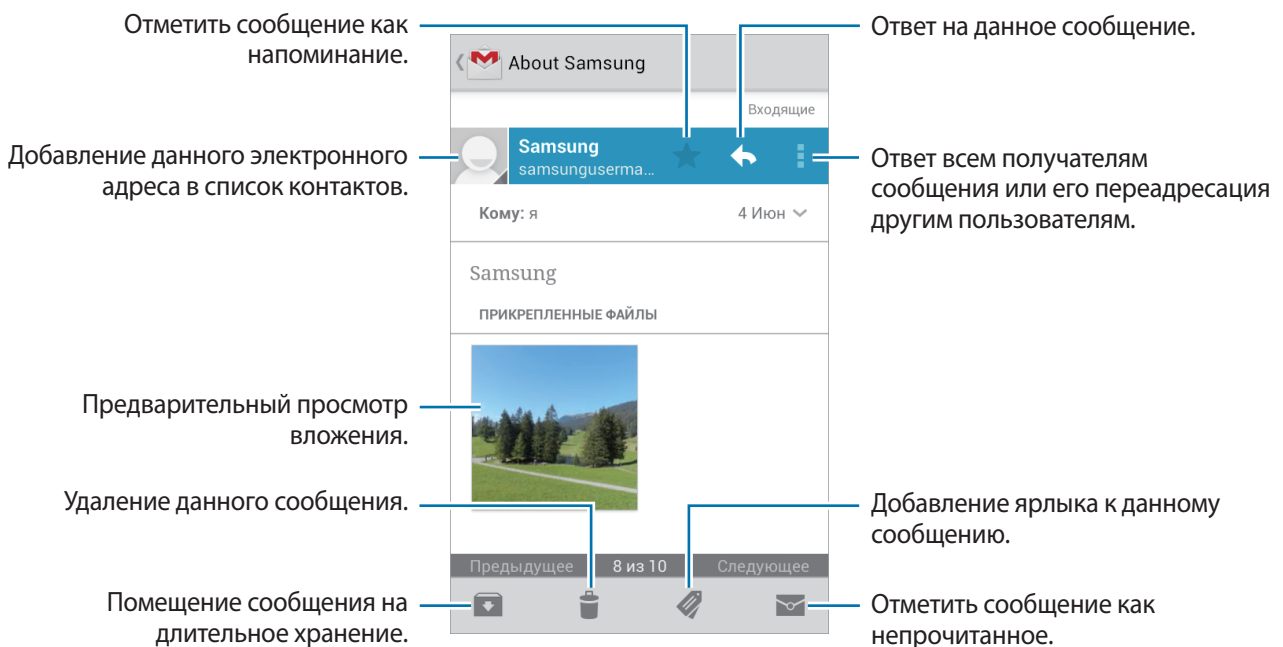 Отметить сообщение как
напоминание.
Ответ на данное сообщение.
About Samsung
Входящие
Добавление данного электронного
адреса в список контактов.
Samsung
samsunguserma...
Ответ всем получателям
сообщения или его переадресация
другим пользователям.
Кому: я
4 Июн
Samsung
ПРИКРЕПЛЕННЫЕ ФАЙЛЫ
Предварительный просмотр
вложения.
Удаление данного сообщения.
Добавление ярлыка к данному
сообщению.
Предыдущее 8 из 10 Следующее
Помещение сообщения на
длительное хранение.
Отметить сообщение как
непрочитанное.